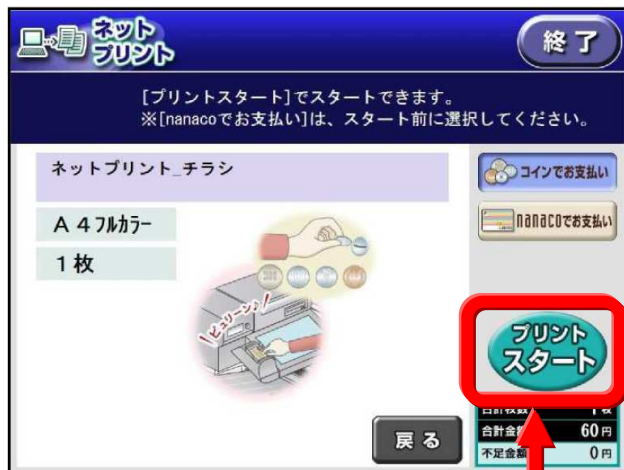 ネット
プリント
終了
[プリントスタート]でスタートできます。
※[nanacoでお支払い]は、スタート前に選択してください。
ネットプリント_チラシ
コインでお支払い
A4フルカラー
nanacoでお支払い
1枚
ピュリーン♪!
プリント
スタート
合計枚数 1枚
戻る
合計金額 60円
不足金額 0円